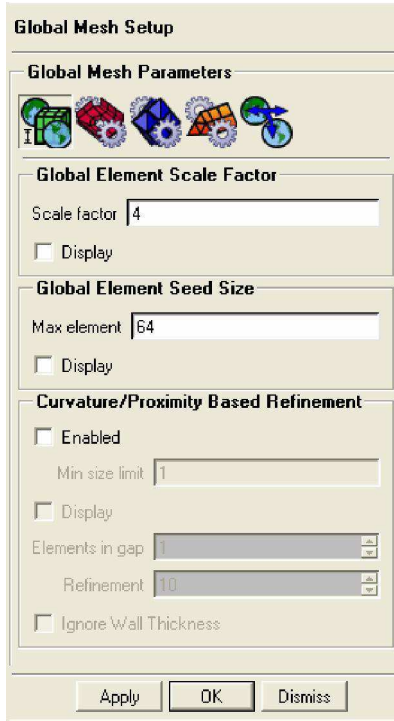 Global Mesh Setup
Global Mesh Parameters
Global Element Scale Factor
Scale factor 4
Display
Global Element Seed Size
Max element 64
Display
Curvature/Proximity Based Refinement
Enabled
Min size limit 1
Display
Elements in gap 1
Refinement 10
Ignore Wall Thickness
Apply OK Dismiss